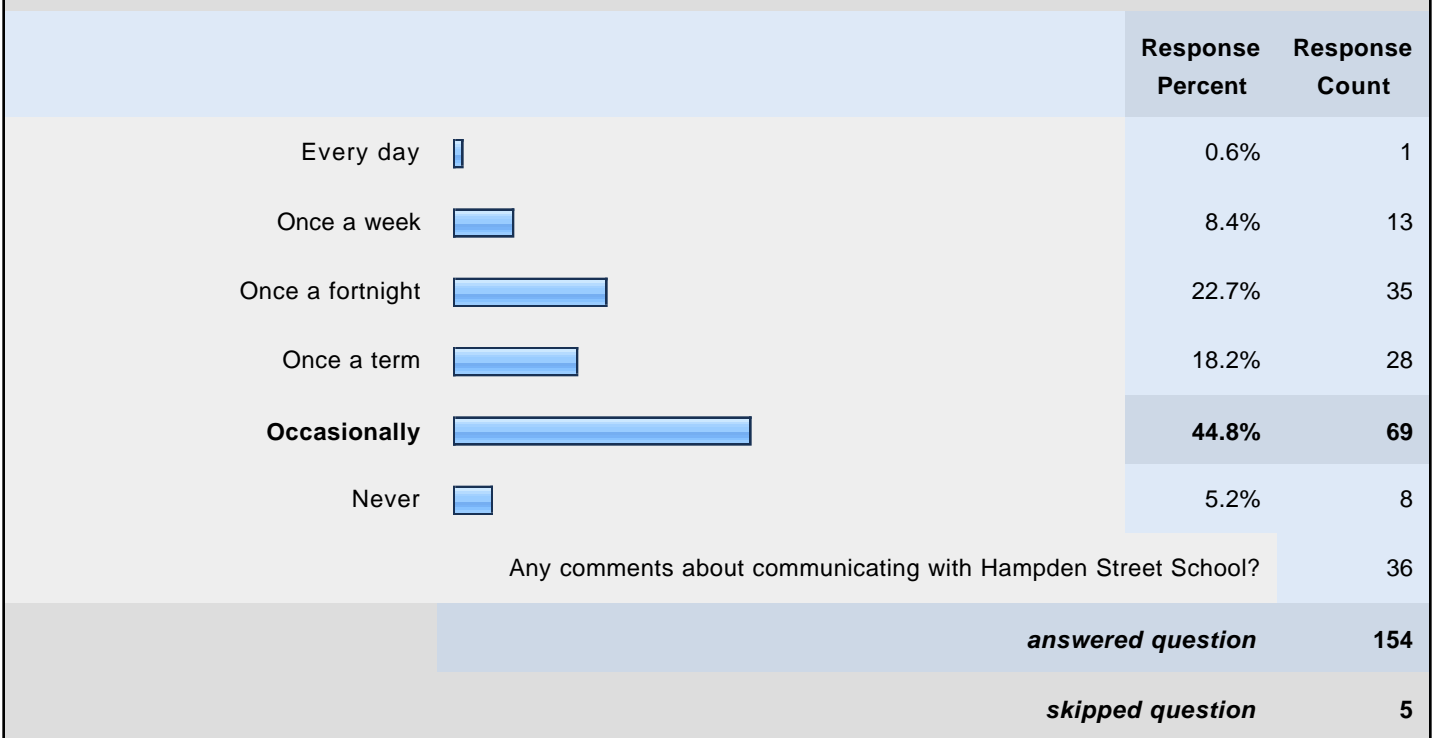 Response Percent Response Count
Every day 0.6% 1
Once a week 8.4% 13
Once a fortnight 22.7% 35
Once a term 18.2% 28
Occasionally 44.8% 69
Never 5.2% 8
Any comments about communicating with Hampden Street School? 36
answered question 154
skipped question 5